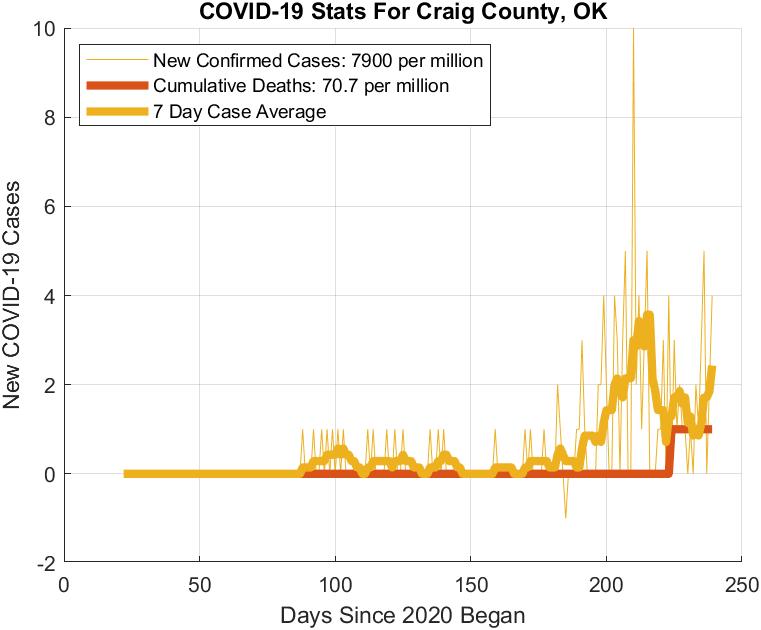 COVID-19 Stats For Craig County, OK
New Confirmed Cases: 7900 per million
Cumulative Deaths: 70.7 per million
7 Day Case Average
New COVID-19 Cases
10
8
6
4
2
0
-2
0 50 100 150 200 250
Days Since 2020 Began